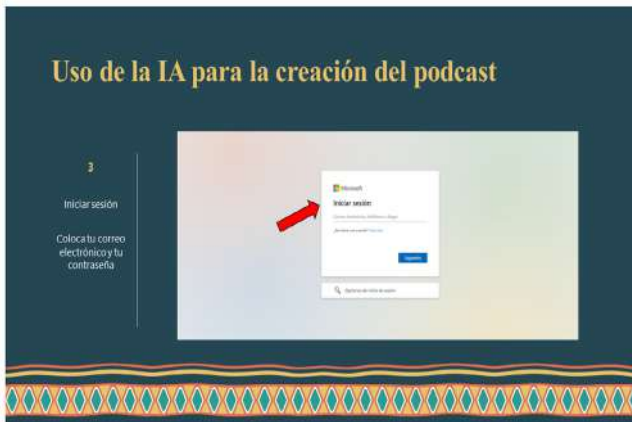 Uso de la IA para la creación del podcast
3
Iniciar sesión
Coloca tu correo
electrónico y tu
contraseña
Microsoft
Iniciar sesión
Siguiente